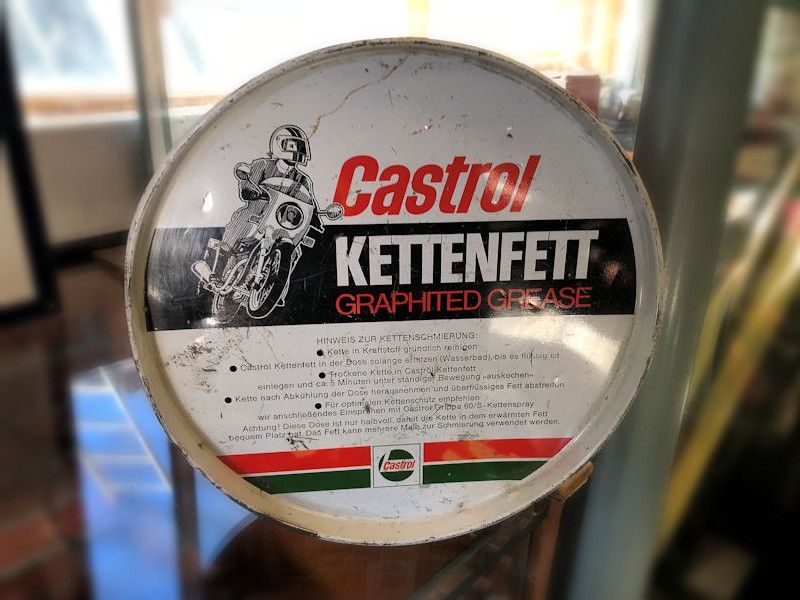 Castrol
KETTENFETT
GRAPHITED GREASE
HINWEIS ZUR KETTENSCHMIERUNG:
● Kette in Kraftstoff gründlich reinigen
● Castrol Kettenfett in der Dose solange erhitzen (Wasserbad), bis es flüssig ist
● Trockene Kette in Castrol Kettenfett
einlegen und ca. 5 Minuten unter ständiger Bewegung »auskochen«
● Kette nach Abkühlung der Dose herausnehmen und überflüssiges Fett abstreifen
● Für optimalen Kettenschutz empfehlen
wir anschließendes Einsprühen mit Castrol Grippa 60/S-Kettenspray
Achtung! Diese Dose ist nur halbvoll, damit die Kette in dem erwärmten Fett
bequem Platz hat. Das Fett kann mehrere Male zur Schmierung verwendet werden.
Castrol